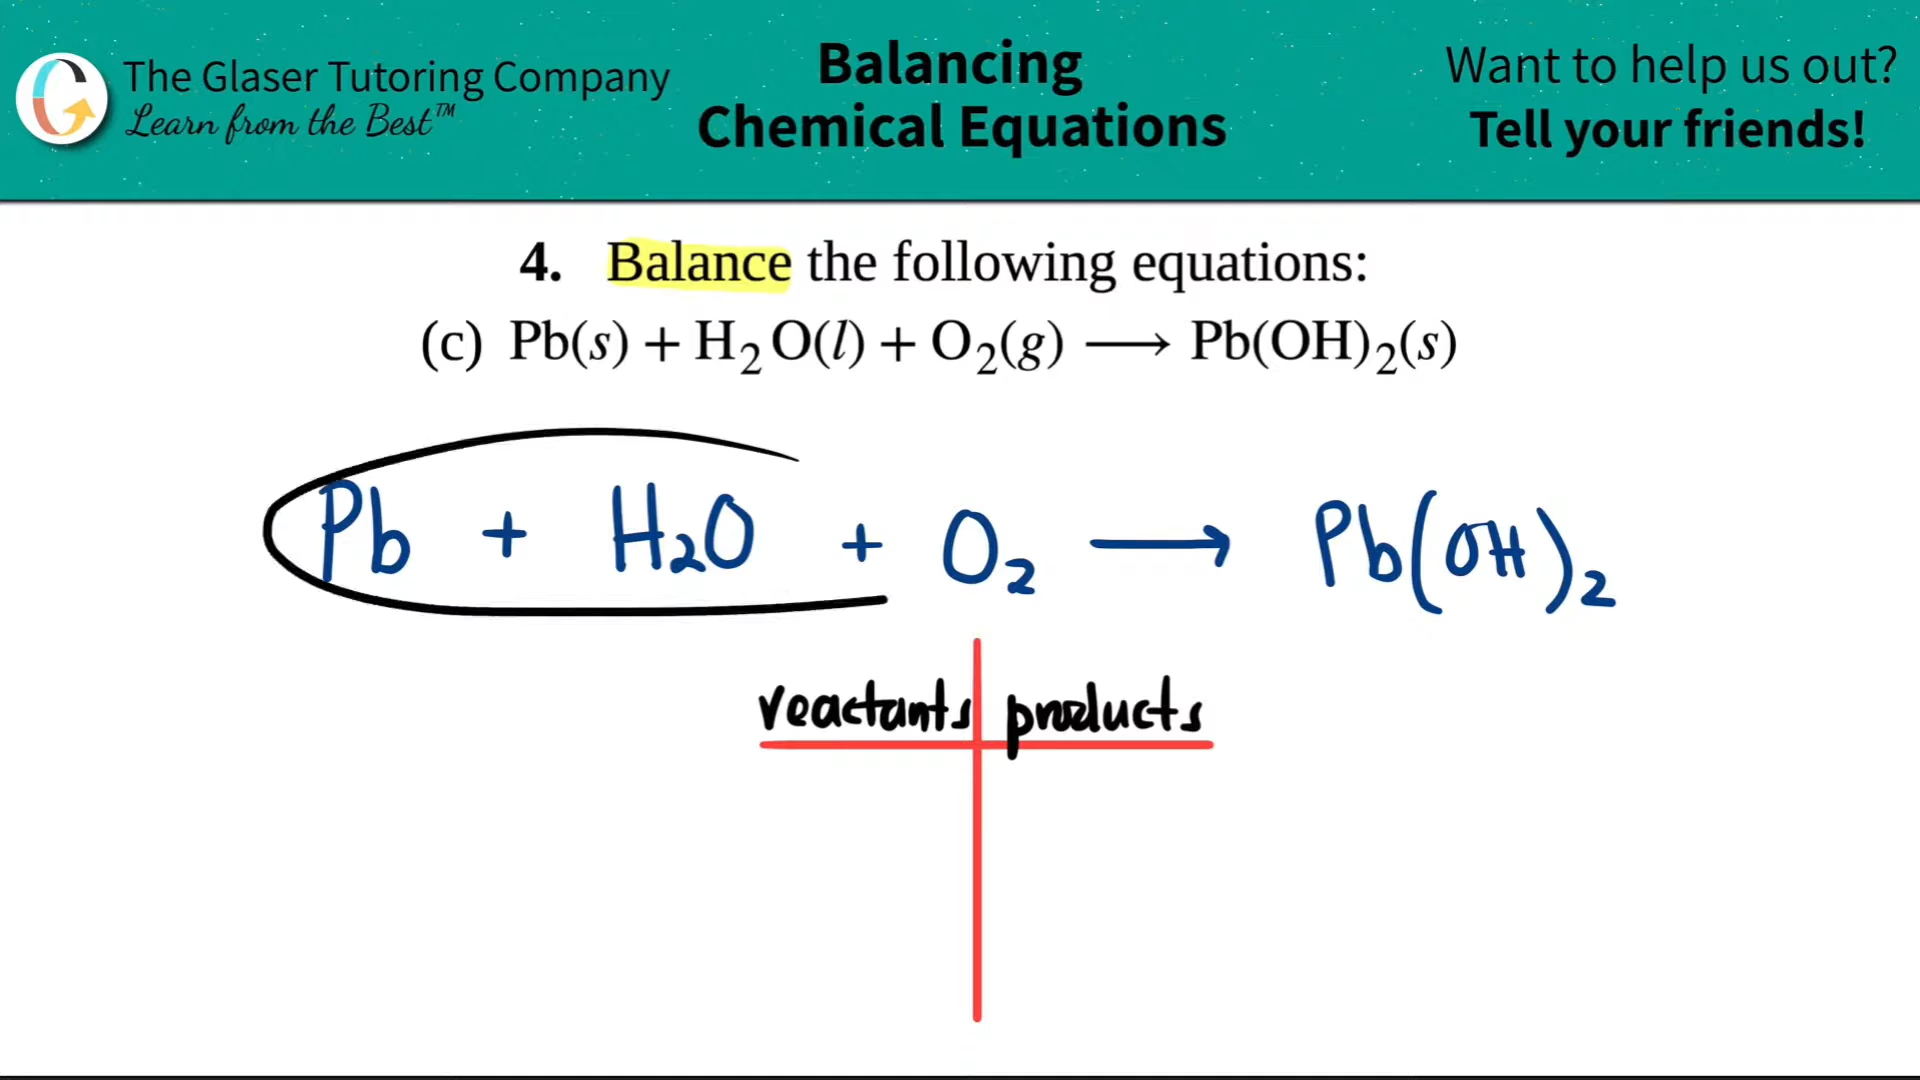 The Glaser Tutoring Company
Learn from the Best™
Balancing
Chemical Equations
Want to help us out?
Tell your friends!
4. Balance the following equations:
(c) Pb(s) + H₂O(l) + O₂(g) ⟶ Pb(OH)₂(s)
Pb + H₂O + O₂ ⟶ Pb(OH)₂
reactants products